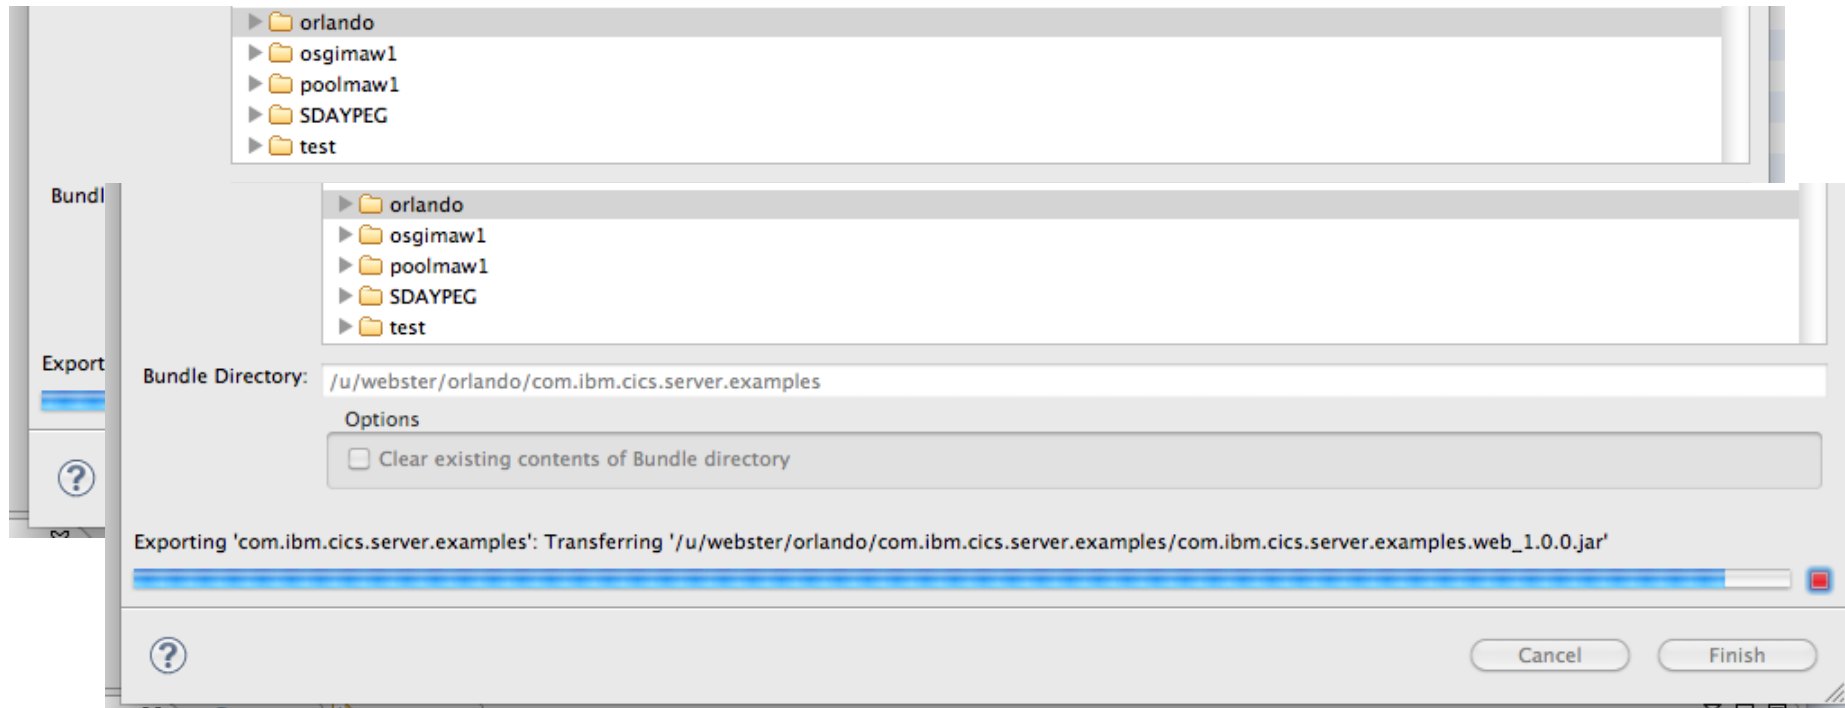 orlando
osgimaw1
poolmaw1
SDAYPEG
test
Bundl
orlando
osgimaw1
poolmaw1
SDAYPEG
test
Export
Bundle Directory: /u/webster/orlando/com.ibm.cics.server.examples
Options
Clear existing contents of Bundle directory
Exporting 'com.ibm.cics.server.examples': Transferring '/u/webster/orlando/com.ibm.cics.server.examples/com.ibm.cics.server.examples.web_1.0.0.jar'
Cancel Finish